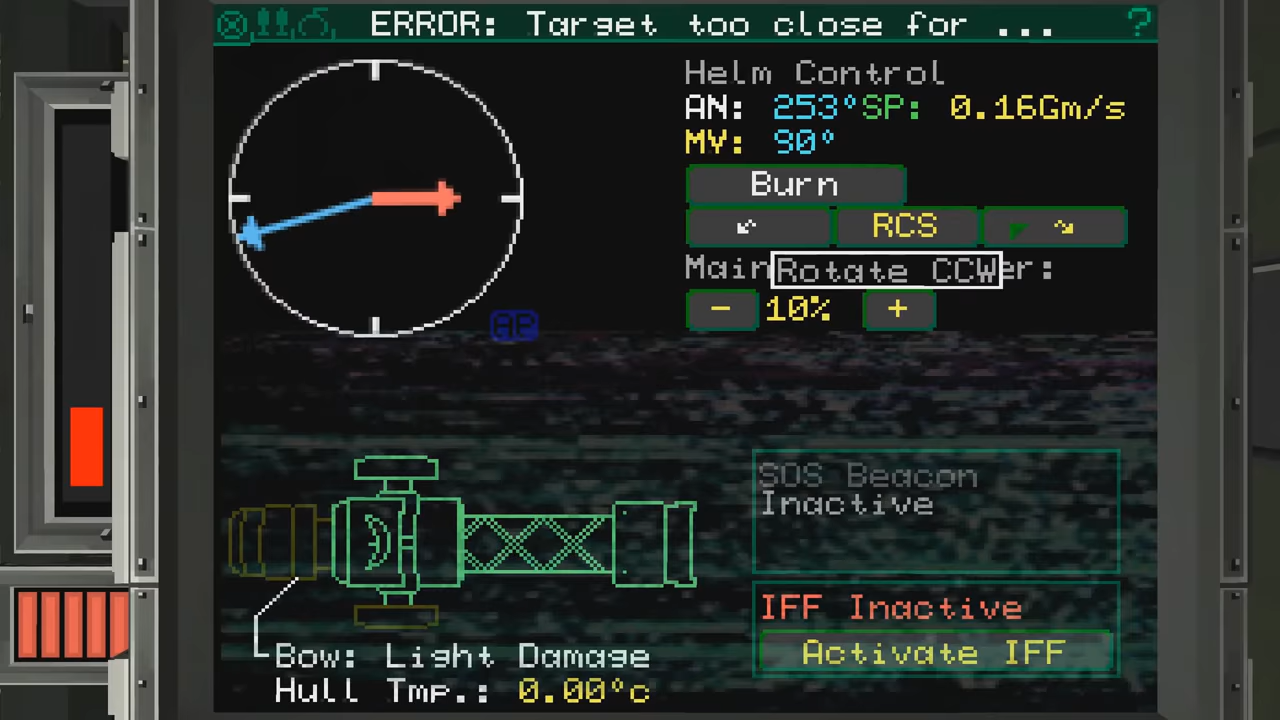 ERROR: Target too close for ... ?
Helm Control
AN: 253° SP: 0.16Gm/s
MV: 90°
Burn
↙ RCS ↘
Main
Rotate CCW
er:
- 10% +
AP
SOS Beacon
Inactive
IFF Inactive
Activate IFF
Bow: Light Damage
Hull Tmp.: 0.00°c